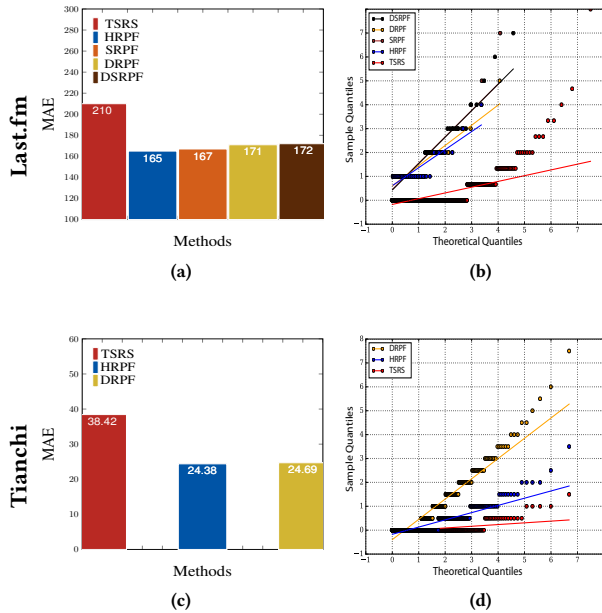 Last.fm
MAE
300
280
260
240
220
200
180
160
140
120
100
TSRS
HRPF
SRPF
DRPF
DSRPF
210
165
167
171
172
Methods
(a)
Sample Quantiles
8
7
6
5
4
3
2
1
0
−1
DSRPF
DRPF
SRPF
HRPF
TSRS
−1 0 1 2 3 4 5 6 7
Theoretical Quantiles
(b)
Tianchi
MAE
60
50
40
30
20
10
0
TSRS
HRPF
DRPF
38.42
24.38
24.69
Methods
(c)
Sample Quantiles
8
7
6
5
4
3
2
1
0
−1
DRPF
HRPF
TSRS
−1 0 1 2 3 4 5 6 7 8
Theoretical Quantiles
(d)